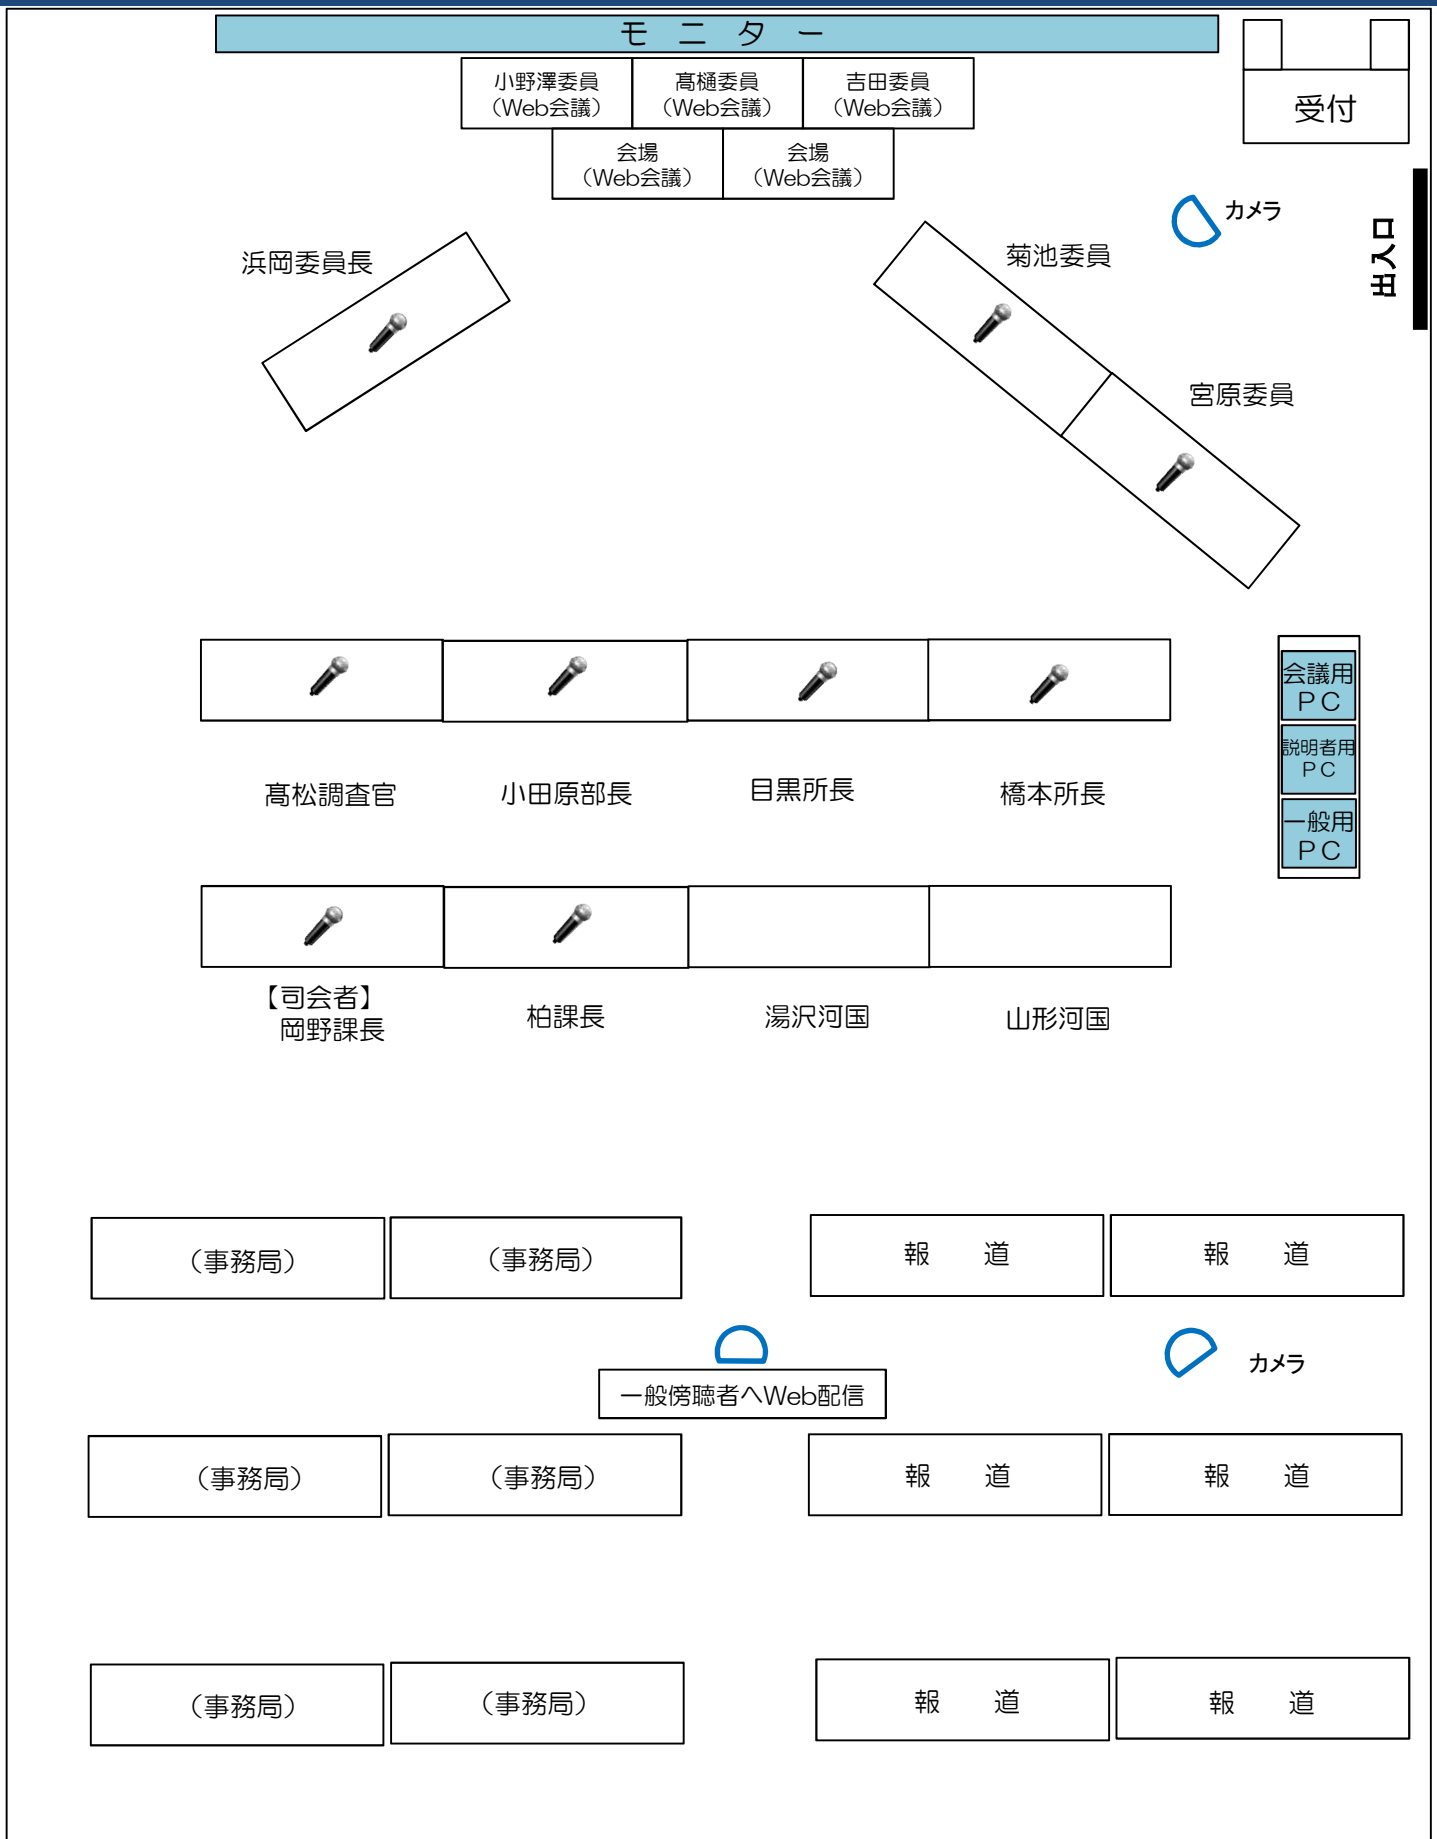 モニター
小野澤委員
（Web会議）
髙樋委員
（Web会議）
吉田委員
（Web会議）
受付
会場
（Web会議）
会場
（Web会議）
カメラ
出入口
浜岡委員長
菊池委員
宮原委員
会議用
ＰＣ
説明者用
ＰＣ
一般用
ＰＣ
髙松調査官
小田原部長
目黒所長
橋本所長
【司会者】
岡野課長
柏課長
湯沢河国
山形河国
（事務局）
（事務局）
報　道
報　道
カメラ
一般傍聴者へWeb配信
（事務局）
（事務局）
報　道
報　道
（事務局）
（事務局）
報　道
報　道